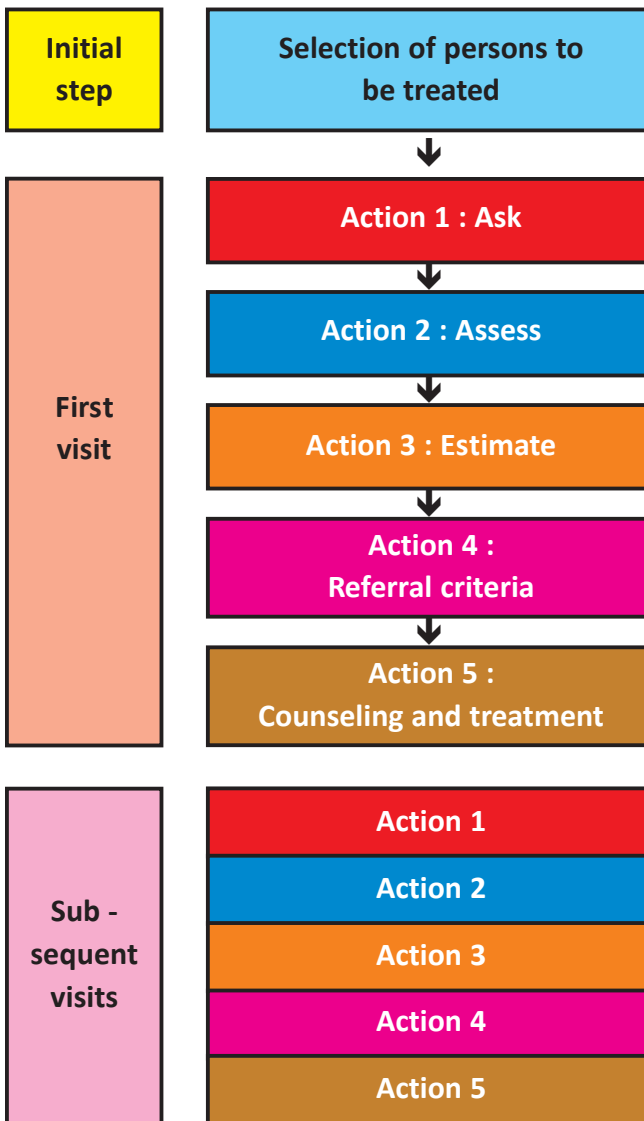 Initial
step
Selection of persons to
be treated
First
visit
Action 1 : Ask
Action 2 : Assess
Action 3 : Estimate
Action 4 :
Referral criteria
Action 5 :
Counseling and treatment
Sub -
sequent
visits
Action 1
Action 2
Action 3
Action 4
Action 5